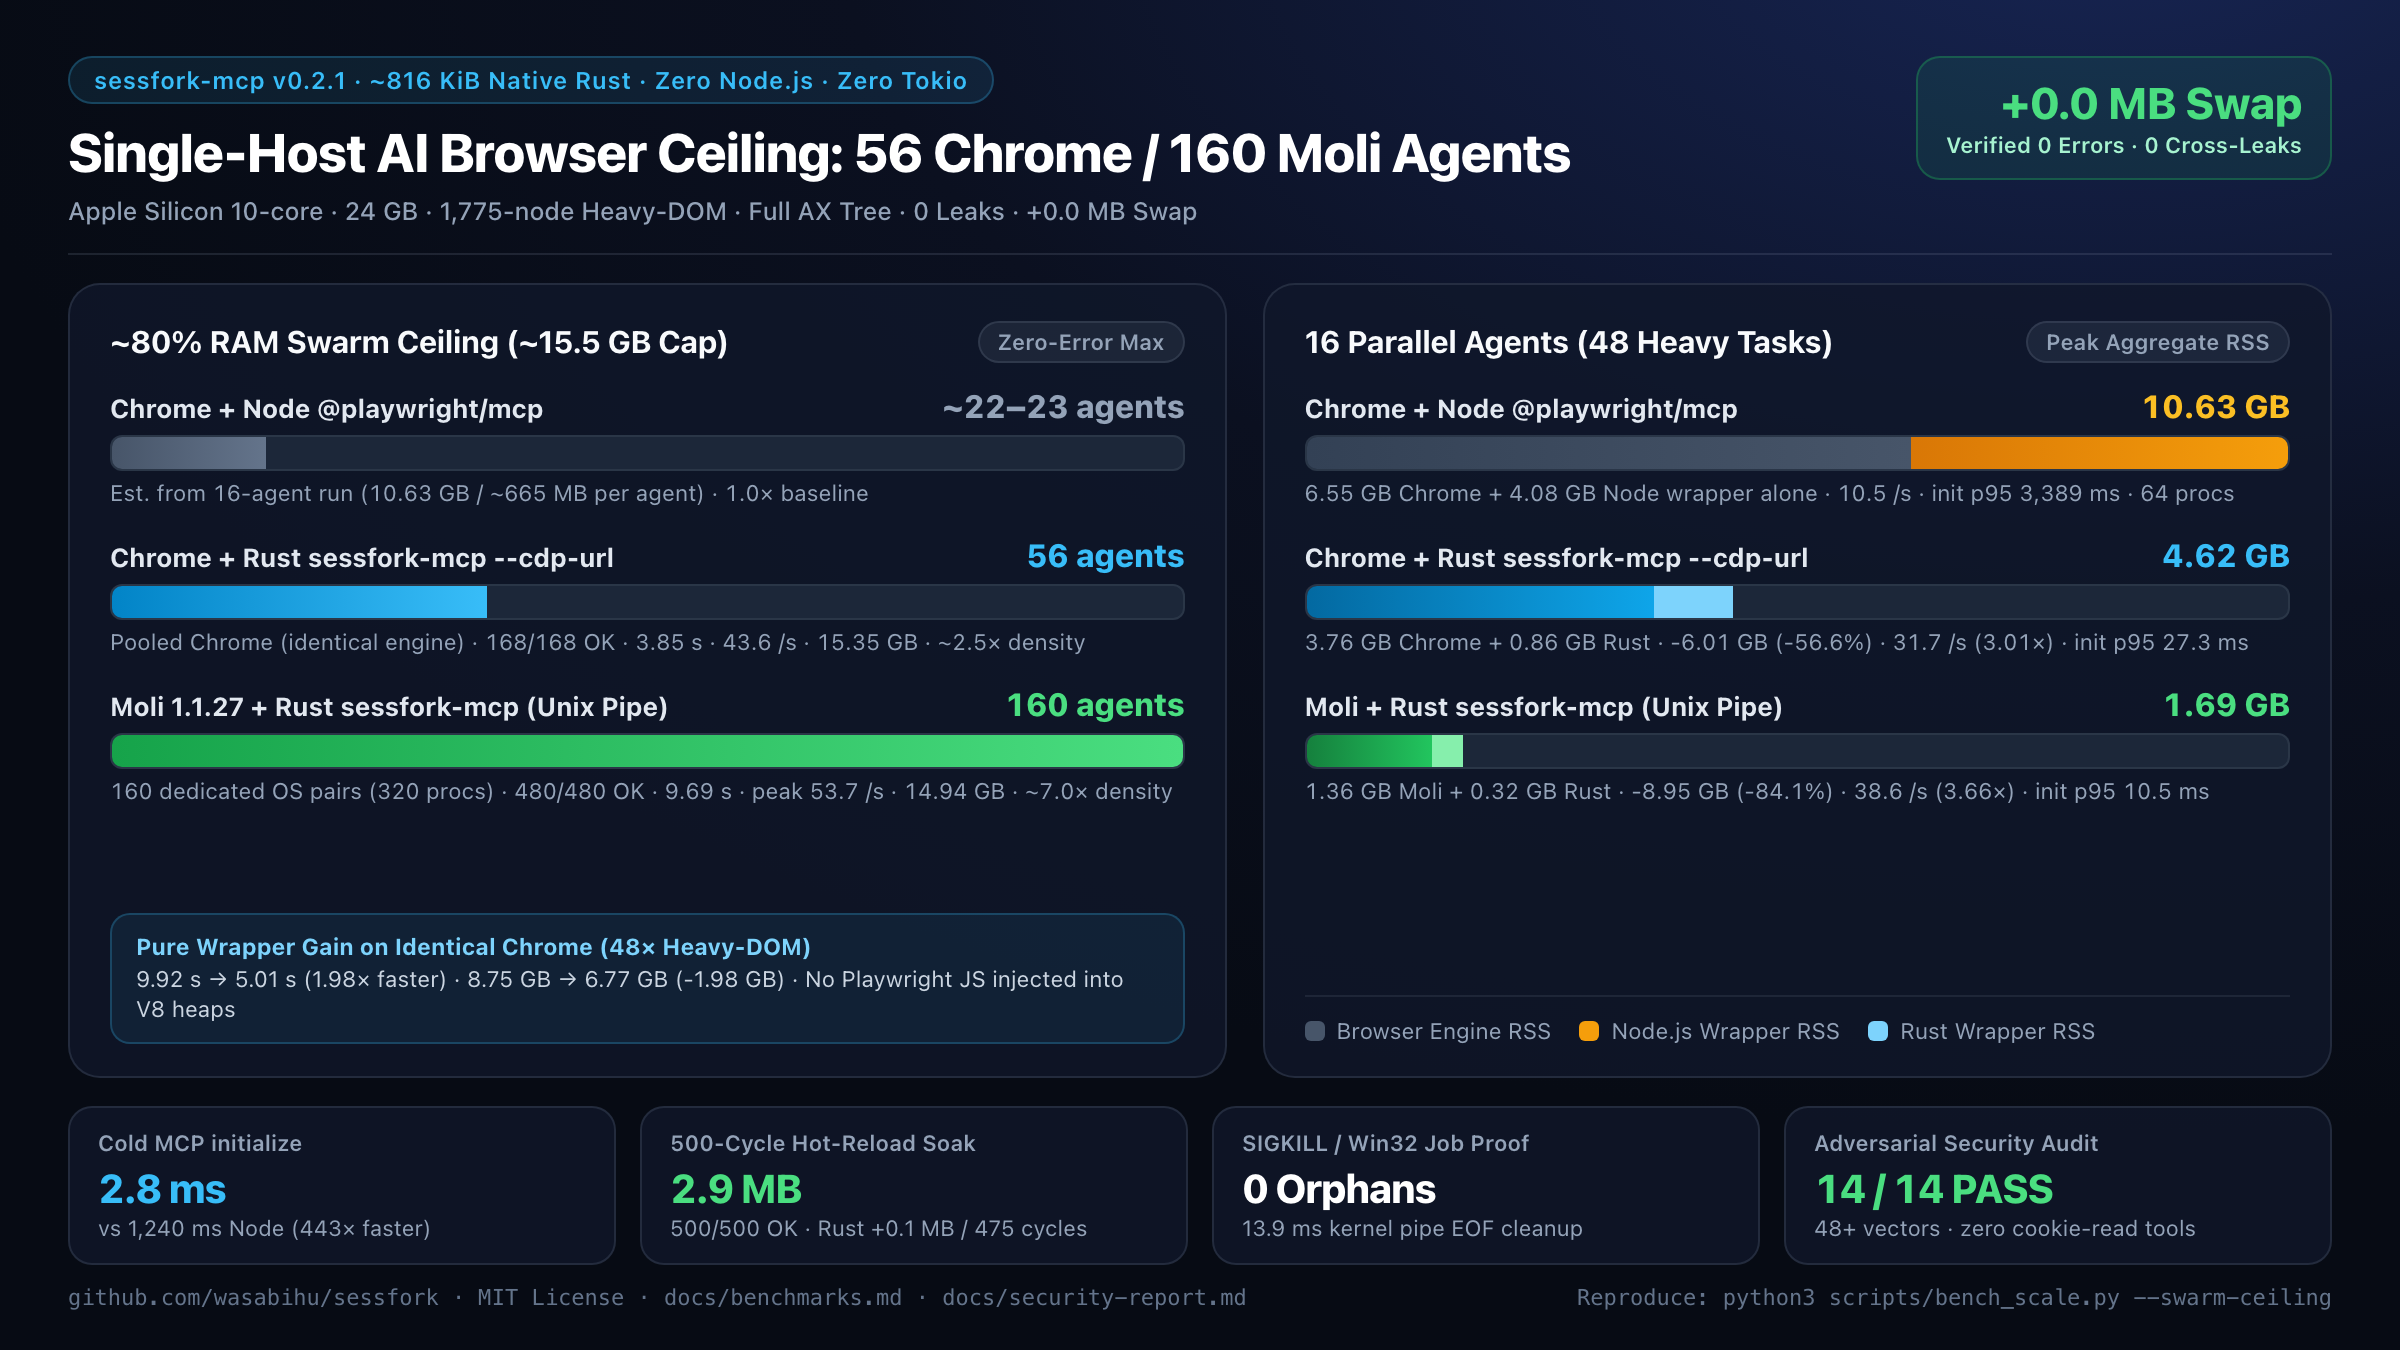 sessfork-mcp v0.2.1 · ~816 KiB Native Rust · Zero Node.js · Zero Tokio
Single-Host AI Browser Ceiling: 56 Chrome / 160 Moli Agents
Apple Silicon 10-core · 24 GB · 1,775-node Heavy-DOM · Full AX Tree · 0 Leaks · +0.0 MB Swap
+0.0 MB Swap
Verified 0 Errors · 0 Cross-Leaks
~80% RAM Swarm Ceiling (~15.5 GB Cap)
Zero-Error Max
Chrome + Node @playwright/mcp
~22–23 agents
Est. from 16-agent run (10.63 GB / ~665 MB per agent) · 1.0× baseline
Chrome + Rust sessfork-mcp --cdp-url
56 agents
Pooled Chrome (identical engine) · 168/168 OK · 3.85 s · 43.6 /s · 15.35 GB · ~2.5× density
Moli 1.1.27 + Rust sessfork-mcp (Unix Pipe)
160 agents
160 dedicated OS pairs (320 procs) · 480/480 OK · 9.69 s · peak 53.7 /s · 14.94 GB · ~7.0× density
Pure Wrapper Gain on Identical Chrome (48× Heavy-DOM)
9.92 s → 5.01 s (1.98× faster) · 8.75 GB → 6.77 GB (-1.98 GB) · No Playwright JS injected into
V8 heaps
16 Parallel Agents (48 Heavy Tasks)
Peak Aggregate RSS
Chrome + Node @playwright/mcp
10.63 GB
6.55 GB Chrome + 4.08 GB Node wrapper alone · 10.5 /s · init p95 3,389 ms · 64 procs
Chrome + Rust sessfork-mcp --cdp-url
4.62 GB
3.76 GB Chrome + 0.86 GB Rust · -6.01 GB (-56.6%) · 31.7 /s (3.01×) · init p95 27.3 ms
Moli + Rust sessfork-mcp (Unix Pipe)
1.69 GB
1.36 GB Moli + 0.32 GB Rust · -8.95 GB (-84.1%) · 38.6 /s (3.66×) · init p95 10.5 ms
Browser Engine RSS
Node.js Wrapper RSS
Rust Wrapper RSS
Cold MCP initialize
2.8 ms
vs 1,240 ms Node (443× faster)
500-Cycle Hot-Reload Soak
2.9 MB
500/500 OK · Rust +0.1 MB / 475 cycles
SIGKILL / Win32 Job Proof
0 Orphans
13.9 ms kernel pipe EOF cleanup
Adversarial Security Audit
14 / 14 PASS
48+ vectors · zero cookie-read tools
github.com/wasabihu/sessfork · MIT License · docs/benchmarks.md · docs/security-report.md
Reproduce: python3 scripts/bench_scale.py --swarm-ceiling